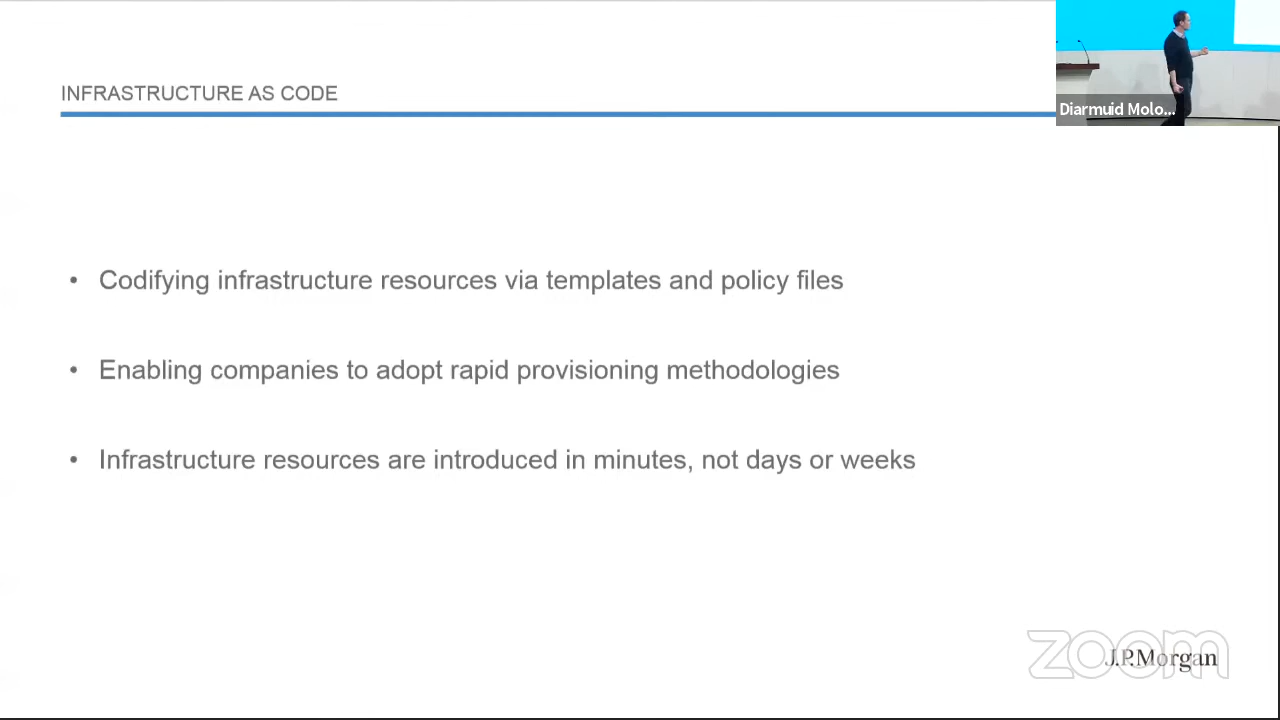 INFRASTRUCTURE AS CODE
Diarmuid Molo...
• Codifying infrastructure resources via templates and policy files
• Enabling companies to adopt rapid provisioning methodologies
• Infrastructure resources are introduced in minutes, not days or weeks
zoom
J.P.Morgan